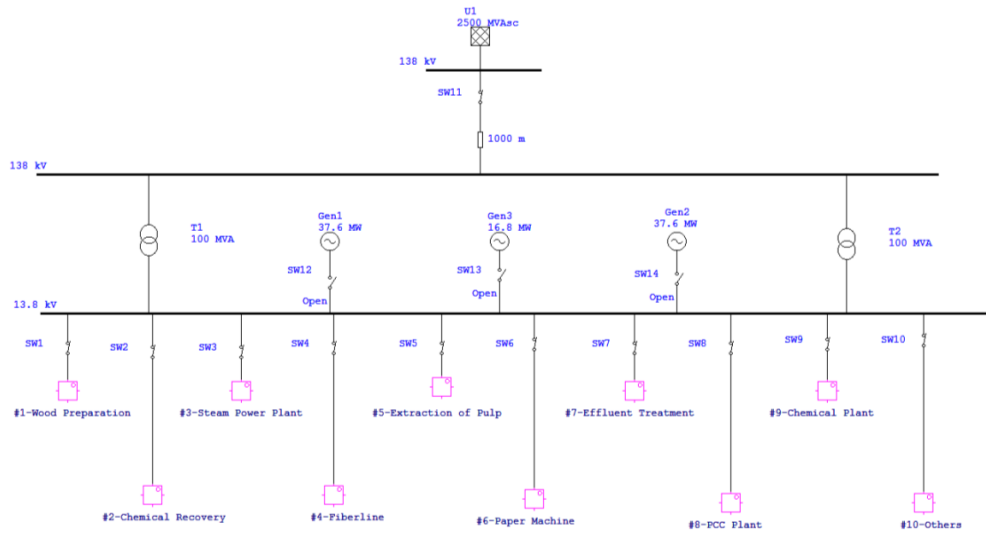 U1
2500 MVAsc
138 kV
SW11
1000 m
138 kV
T1
100 MVA
Gen1
37.6 MW
Gen3
16.8 MW
Gen2
37.6 MW
T2
100 MVA
SW12
SW13
SW14
Open
Open
Open
13.8 kV
SW1
SW2
SW3
SW4
SW5
SW6
SW7
SW8
SW9
SW10
#1-Wood Preparation
#3-Steam Power Plant
#5-Extraction of Pulp
#7-Effluent Treatment
#9-Chemical Plant
#2-Chemical Recovery
#4-Fiberline
#6-Paper Machine
#8-PCC Plant
#10-Others